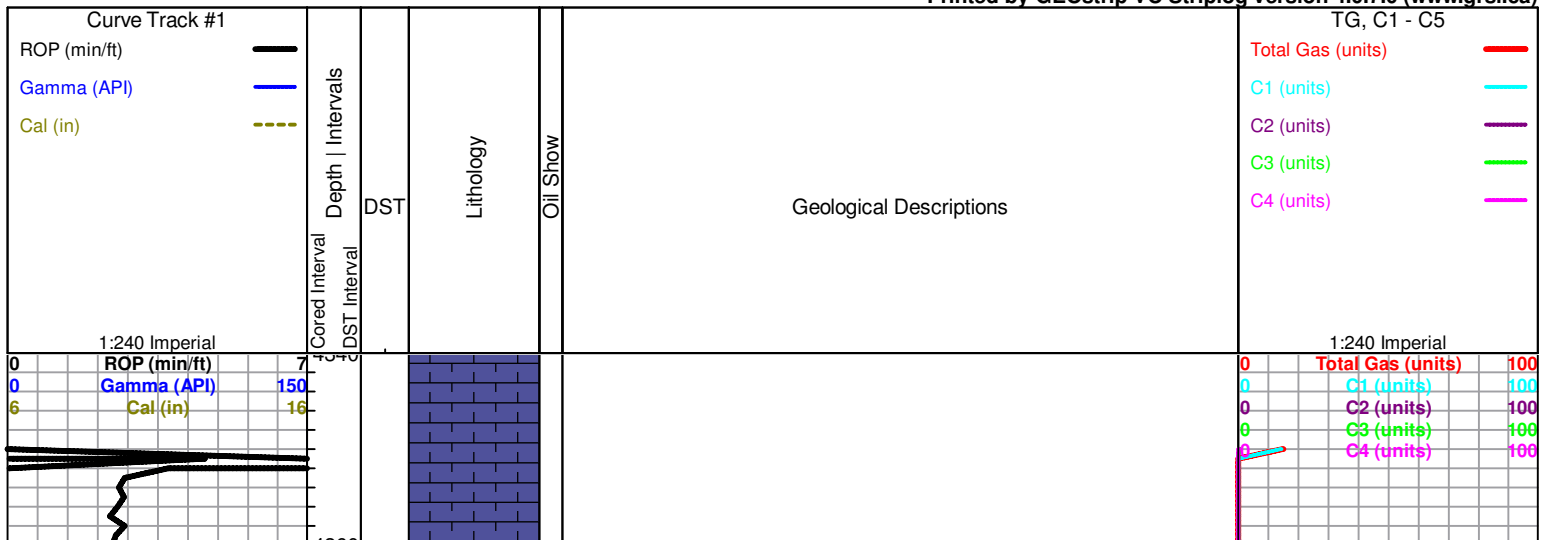 Curve Track #1
ROP (min/ft)
Gamma (API)
Cal (in)
1:240 Imperial
Cored Interval
Depth | Intervals
DST Interval
DST
Lithology
Oil Show
Geological Descriptions
TG, C1 - C5
Total Gas (units)
C1 (units)
C2 (units)
C3 (units)
C4 (units)
1:240 Imperial
0 ROP (min/ft) 7
0 Gamma (API) 150
6 Cal (in) 16
4340
0 Total Gas (units) 100
0 C1 (units) 100
0 C2 (units) 100
0 C3 (units) 100
0 C4 (units) 100